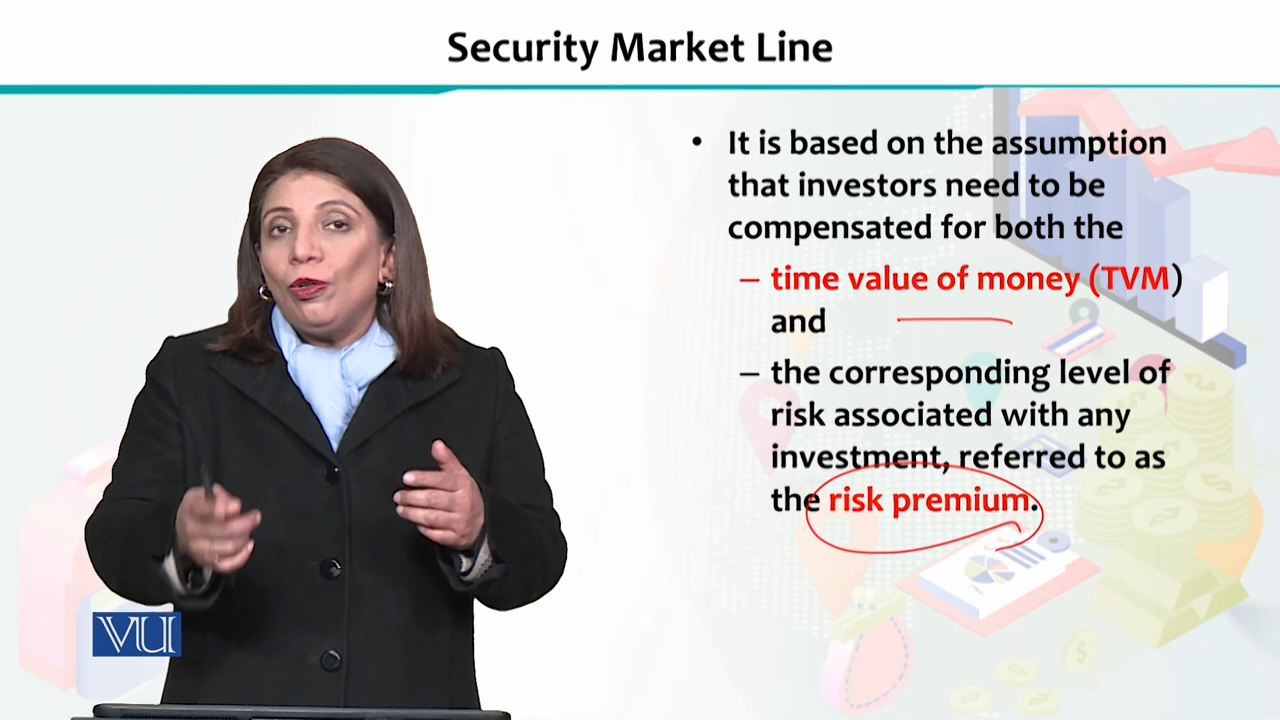 Security Market Line
• It is based on the assumption
that investors need to be
compensated for both the
– time value of money (TVM)
and
– the corresponding level of
risk associated with any
investment, referred to as
the risk premium.
VU